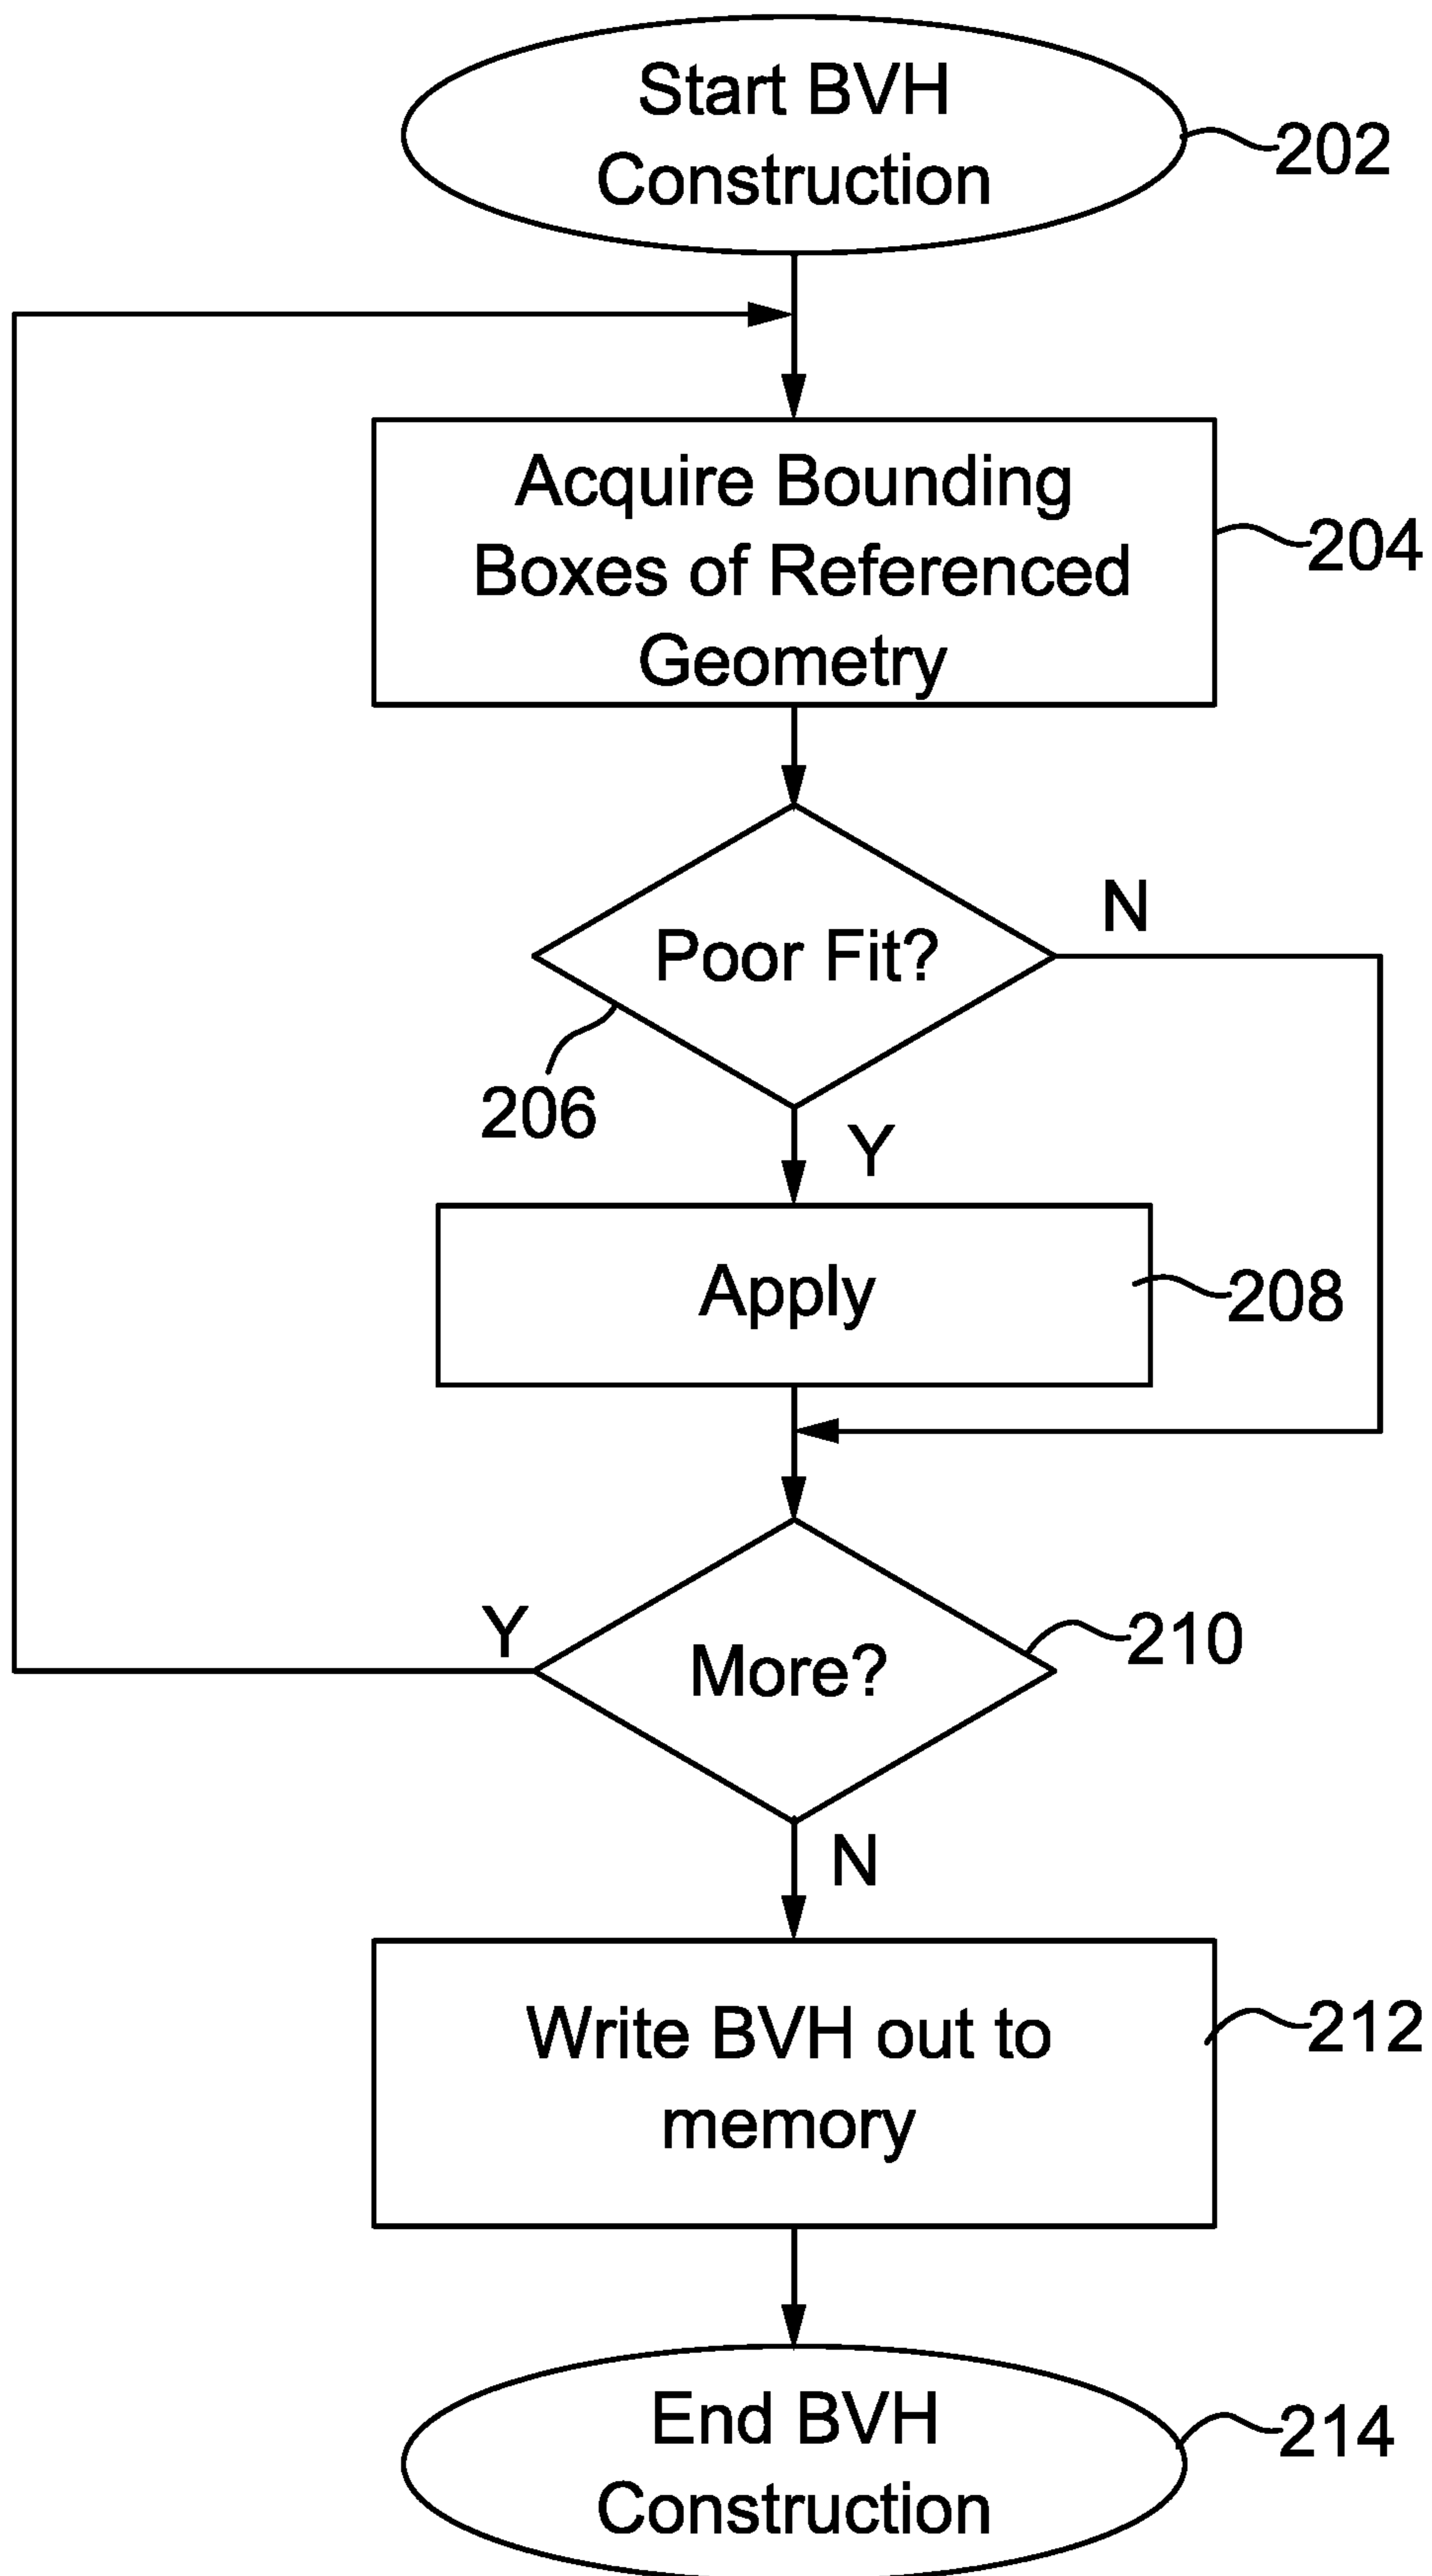 Start BVH
Construction
202
Acquire Bounding
Boxes of Referenced
Geometry
204
Poor Fit?
N
206
Y
Apply
208
Y
More?
210
N
Write BVH out to
memory
212
End BVH
Construction
214